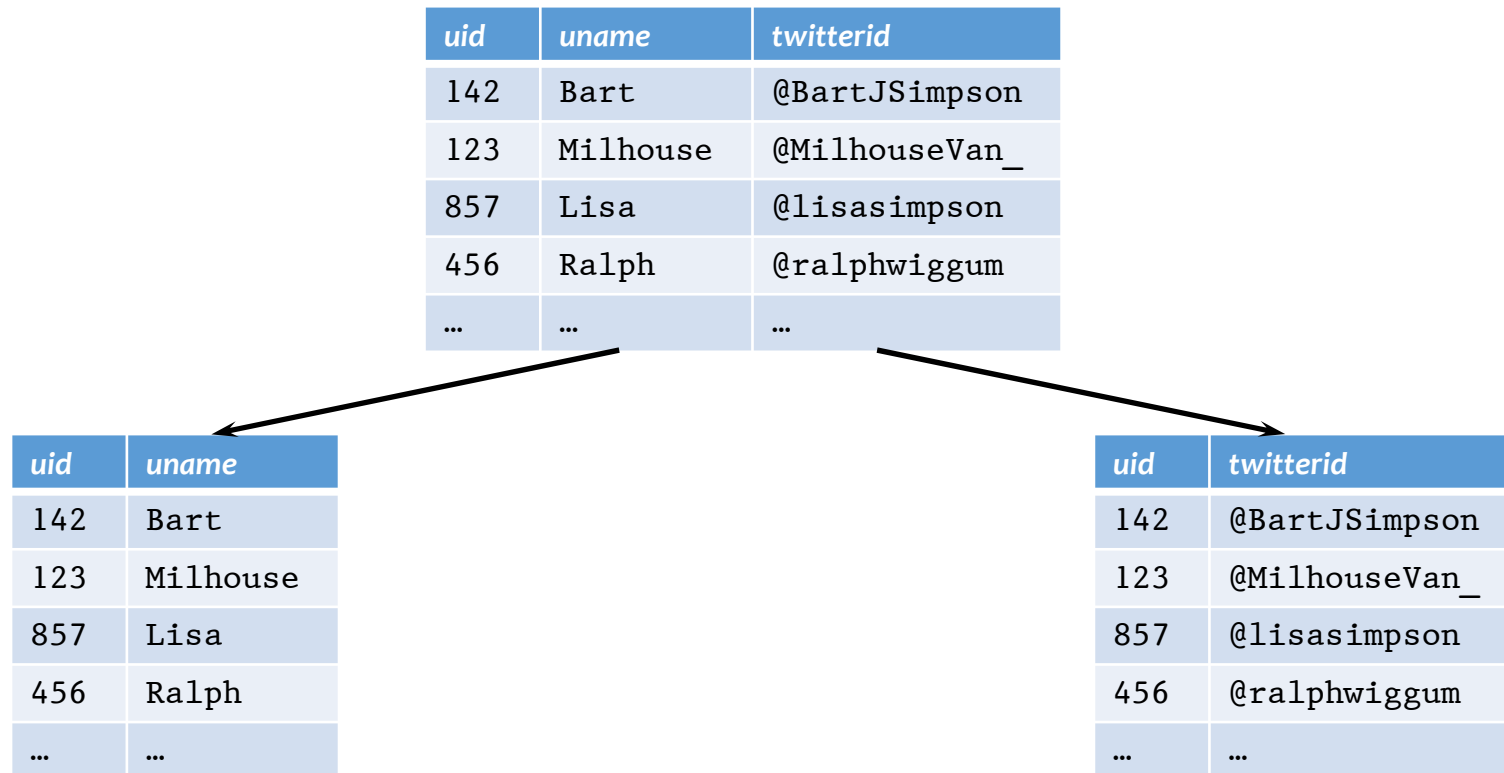 uid uname twitterid
142 Bart @BartJSimpson
123 Milhouse @MilhouseVan_
857 Lisa @lisasimpson
456 Ralph @ralphwiggum
… … …
uid uname
142 Bart
123 Milhouse
857 Lisa
456 Ralph
… …
uid twitterid
142 @BartJSimpson
123 @MilhouseVan_
857 @lisasimpson
456 @ralphwiggum
… …